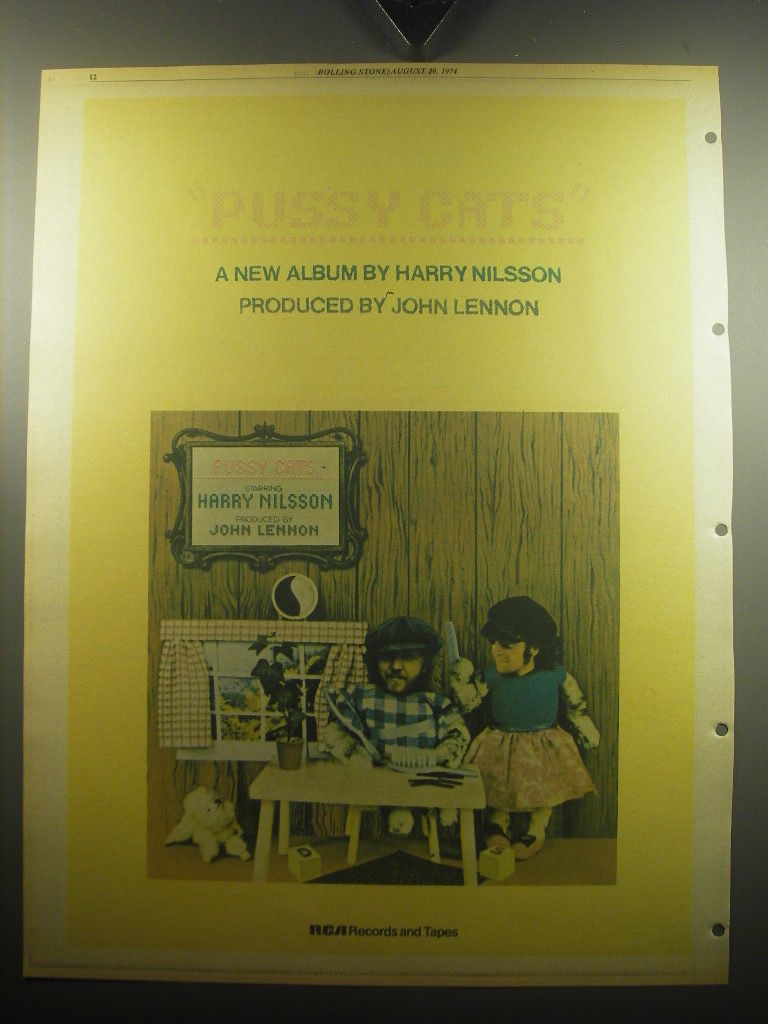 12
ROLLING STONE/AUGUST 29, 1974
"PUSSY CATS"
A NEW ALBUM BY HARRY NILSSON
PRODUCED BY JOHN LENNON
PUSSY CATS
STARRING
HARRY NILSSON
PRODUCED BY
JOHN LENNON
D
S
RCA Records and Tapes